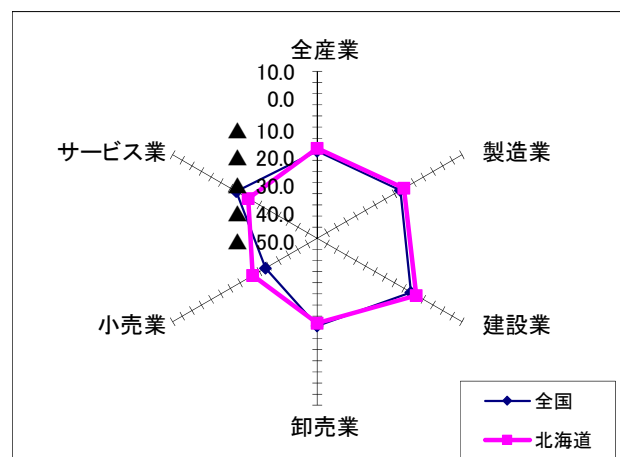 全産業
10.0
0.0
▲ 10.0
▲ 20.0
▲ 30.0
▲ 40.0
▲ 50.0
サービス業
製造業
小売業
建設業
卸売業
全国
北海道